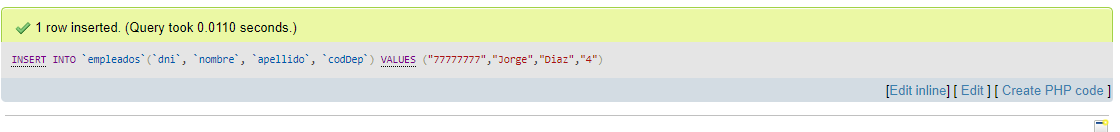 1 row inserted. (Query took 0.0110 seconds.)
INSERT INTO `empleados`(`dni`, `nombre`, `apellido`, `codDep`) VALUES ("77777777","Jorge","Diaz","4")
[Edit inline] [ Edit ] [ Create PHP code ]